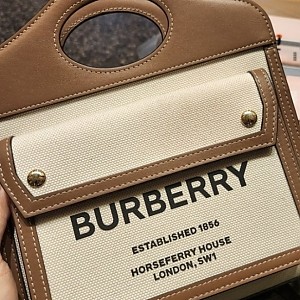 BURBERRY
ESTABLISHED 1856
HORSEFERRY HOUSE
LONDON, SW1